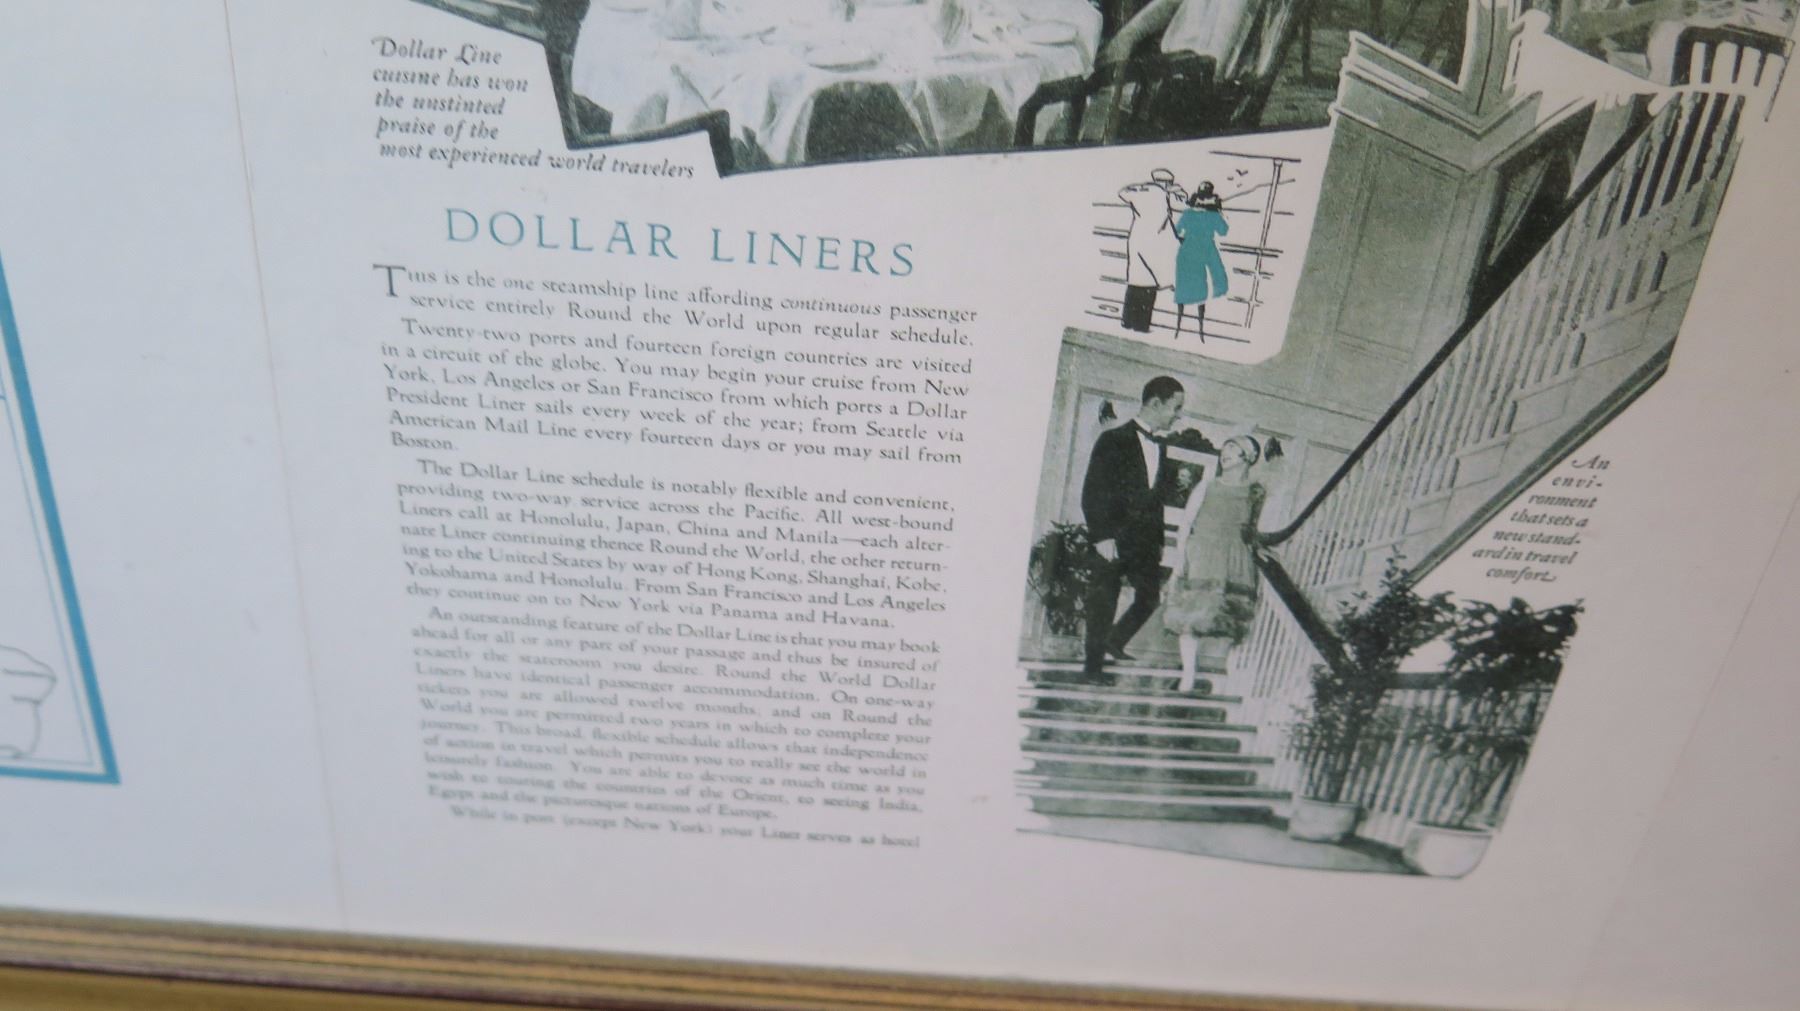 Dollar Line
cuisine has won
the unstinted
praise of the
most experienced world travelers
DOLLAR LINERS
This is the one steamship line affording continuous passenger
service entirely Round the World upon regular schedule.
Twenty-two ports and fourteen foreign countries are visited
in a circuit of the globe. You may begin your cruise from New
York, Los Angeles or San Francisco from which ports a Dollar
President Liner sails every week of the year; from Seattle via
American Mail Line every fourteen days or you may sail from
Boston.
The Dollar Line schedule is notably flexible and convenient,
providing two-way service across the Pacific. All west-bound
Liners call at Honolulu, Japan, China and Manila—each alter-
nate Liner continuing thence Round the World, the other return-
ing to the United States by way of Hong Kong, Shanghai, Kobe,
Yokohama and Honolulu. From San Francisco and Los Angeles
they continue on to New York via Panama and Havana.
An outstanding feature of the Dollar Line is that you may book
ahead for all or any part of your passage and thus be insured of
exactly the stateroom you desire. Round the World Dollar
Liners have identical passenger accommodation. On one-way
tickets you are allowed twelve months, and on Round the
World you are permitted two years in which to complete your
journey. This broad, flexible schedule allows that independence
of action in travel which permits you to really see the world in
leisurely fashion. You are able to devote as much time as you
wish to touring the countries of the Orient, to seeing India,
Egypt and the picturesque nations of Europe.
While in port (except New York) your Liner serves as hotel
An
envi-
ronment
that sets a
new stand-
ard in travel
comfort